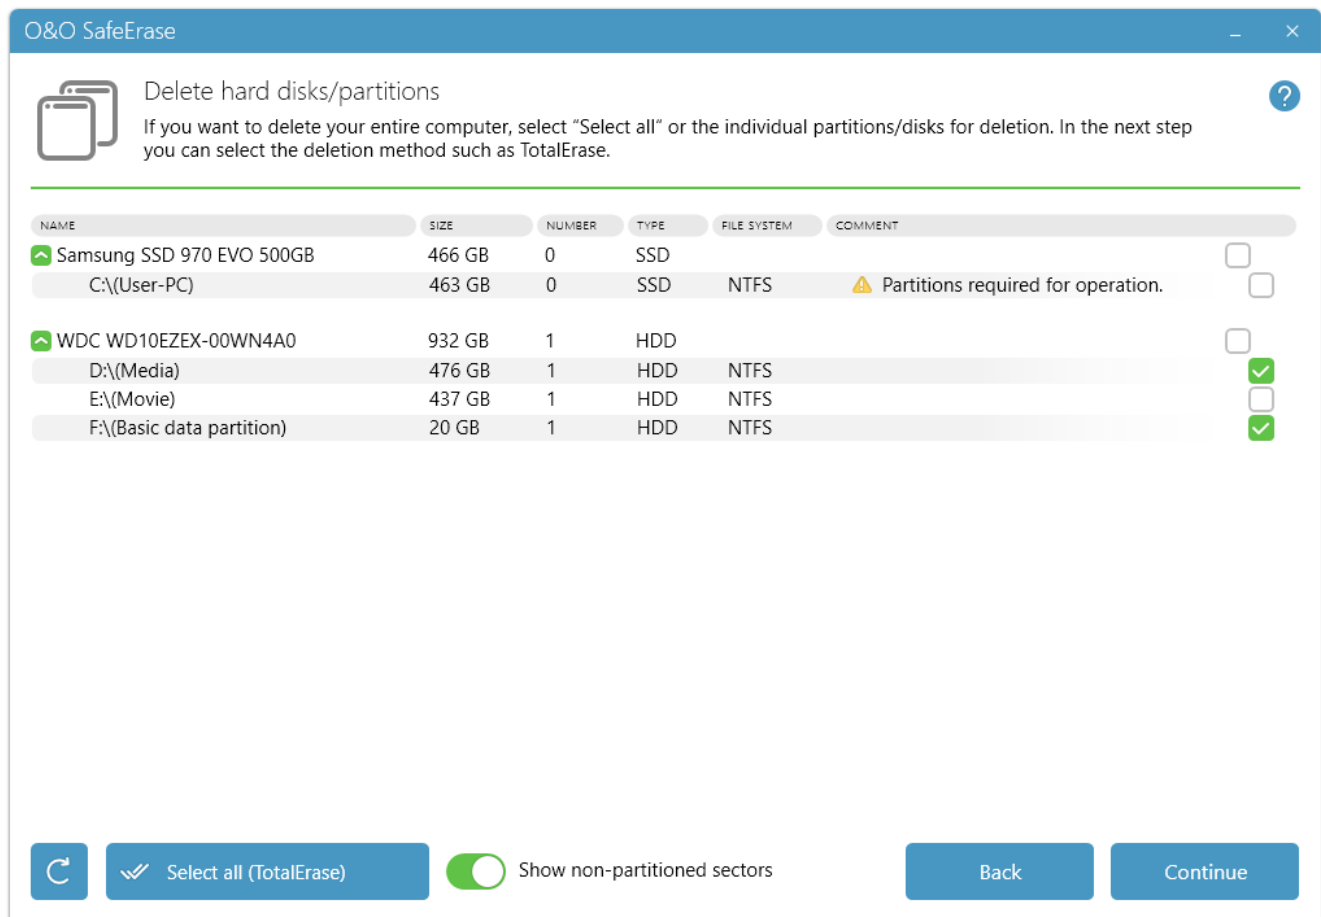 O&O SafeErase
Delete hard disks/partitions
If you want to delete your entire computer, select “Select all“ or the individual partitions/disks for deletion. In the next step
you can select the deletion method such as TotalErase.
NAME SIZE NUMBER TYPE FILE SYSTEM COMMENT
Samsung SSD 970 EVO 500GB 466 GB 0 SSD
C:\(User-PC) 463 GB 0 SSD NTFS Partitions required for operation.
WDC WD10EZEX-00WN4A0 932 GB 1 HDD
D:\(Media) 476 GB 1 HDD NTFS
E:\(Movie) 437 GB 1 HDD NTFS
F:\(Basic data partition) 20 GB 1 HDD NTFS
Select all (TotalErase) Show non-partitioned sectors Back Continue